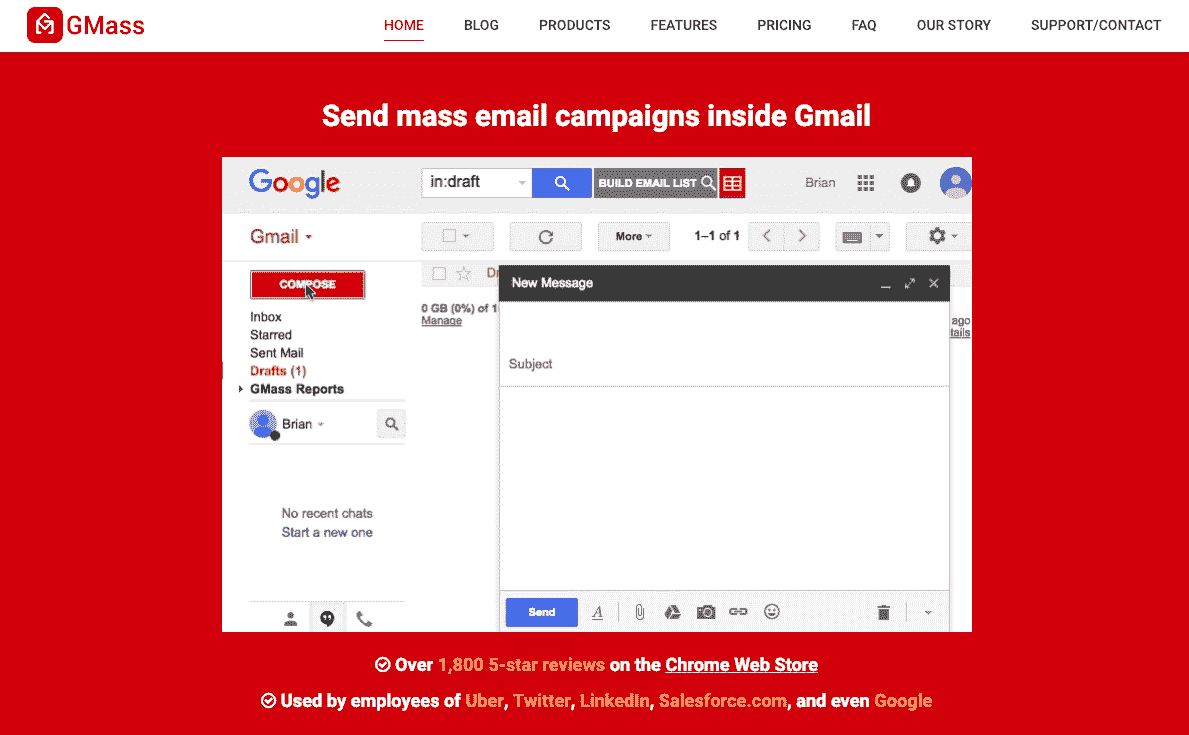 GMass
HOME BLOG PRODUCTS FEATURES PRICING FAQ OUR STORY SUPPORT/CONTACT
Send mass email campaigns inside Gmail
Google
in:draft
BUILD EMAIL LIST
Brian
Gmail
More
1–1 of 1
COMPOSE
Inbox
Starred
Sent Mail
Drafts (1)
GMass Reports
Brian
No recent chats
Start a new one
0 GB (0%) of
Manage
ago
New Message
Subject
Send
Over 1,800 5-star reviews on the Chrome Web Store
Used by employees of Uber, Twitter, LinkedIn, Salesforce.com, and even Google